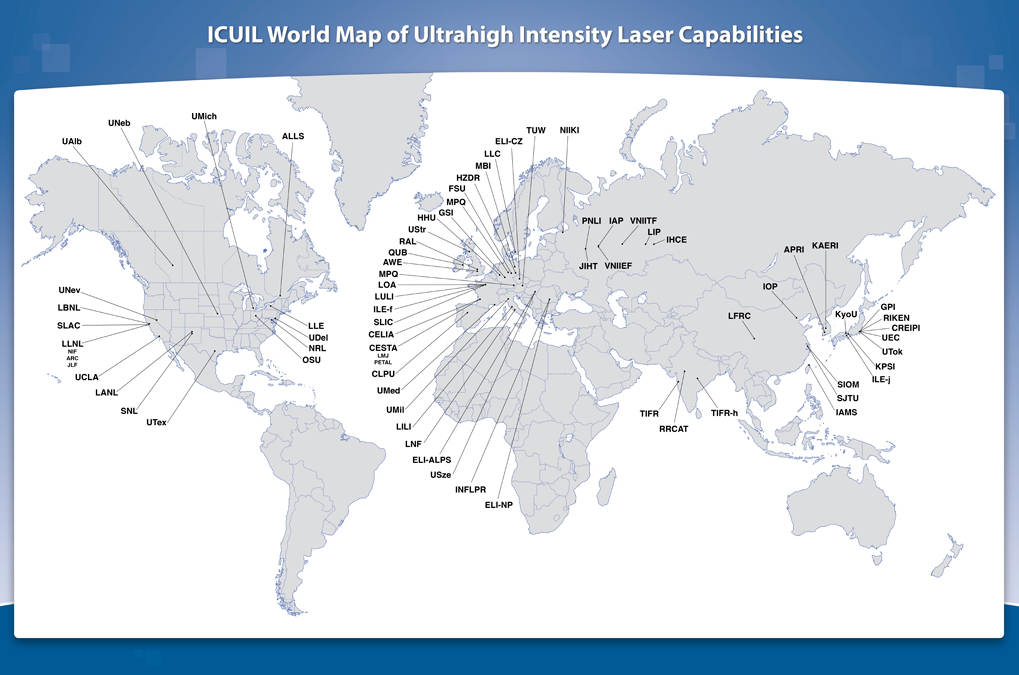 ICUIL World Map of Ultrahigh Intensity Laser Capabilities
UAlb
UNeb
UMich
ALLS
UNev
LBNL
SLAC
LLNL
NIF
ARC
JLF
UCLA
LANL
SNL
UTex
LLE
UDel
NRL
OSU
TUW
NIIKI
ELI-CZ
LLC
MBI
HZDR
FSU
MPQ
GSI
HHU
UStr
RAL
QUB
AWE
MPQ
LOA
LULI
ILE-f
SLIC
CELIA
CESTA
LMJ
PETAL
CLPU
UMed
UMil
LILI
LNF
ELI-ALPS
USze
INFLPR
ELI-NP
PNLI
IAP
VNIITF
LIP
IHCE
JIHT
VNIIEF
APRI
KAERI
IOP
LFRC
KyoU
GPI
RIKEN
CREIPI
UEC
UTok
KPSI
ILE-j
SIOM
SJTU
IAMS
TIFR
RRCAT
TIFR-h